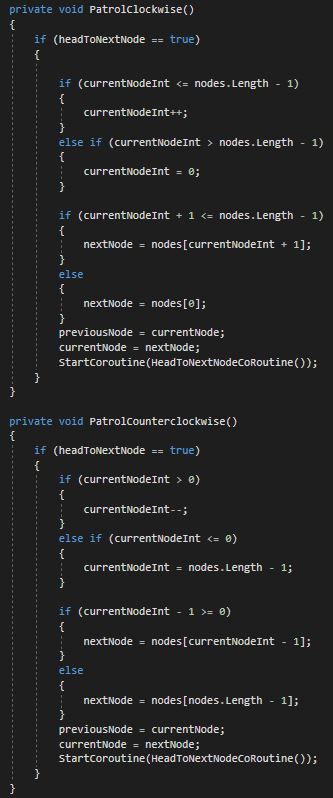 private void PatrolClockwise()
{
    if (headToNextNode == true)
    {

        if (currentNodeInt <= nodes.Length - 1)
        {
            currentNodeInt++;
        }
        else if (currentNodeInt > nodes.Length - 1)
        {
            currentNodeInt = 0;
        }

        if (currentNodeInt + 1 <= nodes.Length - 1)
        {
            nextNode = nodes[currentNodeInt + 1];
        }
        else
        {
            nextNode = nodes[0];
        }
        previousNode = currentNode;
        currentNode = nextNode;
        StartCoroutine(HeadToNextNodeCoRoutine());
    }
}

private void PatrolCounterclockwise()
{
    if (headToNextNode == true)
    {
        if (currentNodeInt > 0)
        {
            currentNodeInt--;
        }
        else if (currentNodeInt <= 0)
        {
            currentNodeInt = nodes.Length - 1;
        }

        if (currentNodeInt - 1 >= 0)
        {
            nextNode = nodes[currentNodeInt - 1];
        }
        else
        {
            nextNode = nodes[nodes.Length - 1];
        }
        previousNode = currentNode;
        currentNode = nextNode;
        StartCoroutine(HeadToNextNodeCoRoutine());
    }
}